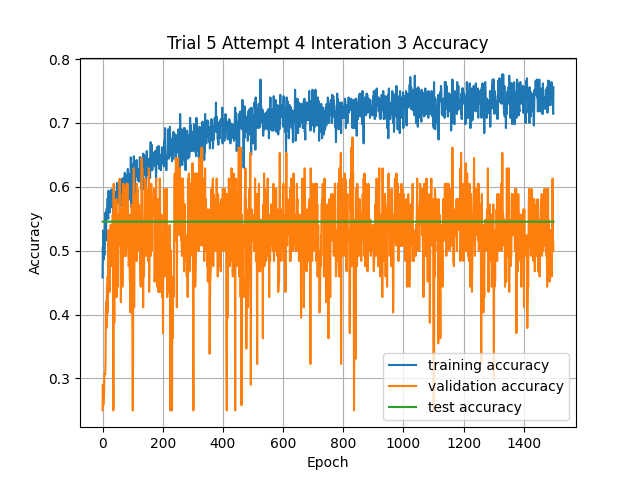 Trial 5 Attempt 4 Interation 3 Accuracy
0.8
0.7
0.6
0.5
0.4
0.3
Accuracy
0 200 400 600 800 1000 1200 1400
Epoch
training accuracy
validation accuracy
test accuracy